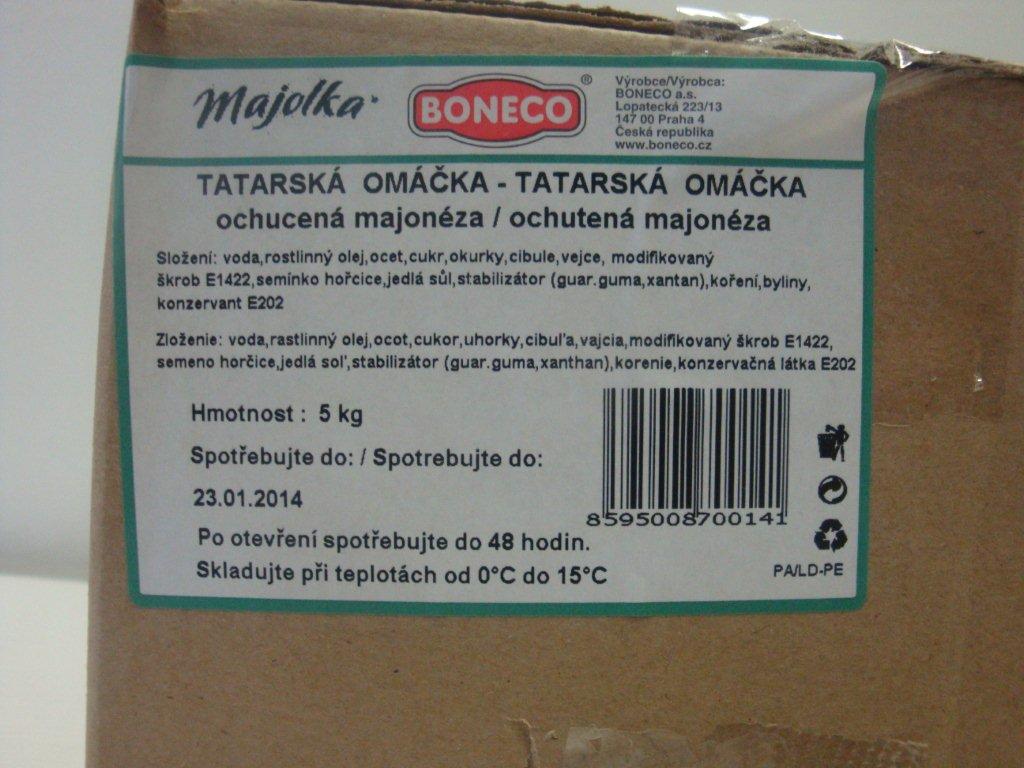 Majolka
BONECO®
Výrobce/Výrobca:
BONECO a.s.
Lopatecká 223/13
147 00 Praha 4
Česká republika
www.boneco.cz
TATARSKÁ OMÁČKA - TATARSKÁ OMÁČKA
ochucená majonéza / ochutená majonéza
Složení: voda,rostlinný olej,ocet,cukr,okurky,cibule,vejce, modifikovaný
škrob E1422,semínko hořcice,jedlá sůl,stabilizátor (guar.guma,xantan),koření,byliny,
konzervant E202
Zloženie: voda,rastlinný olej,ocot,cukor,uhorky,cibuľa,vajcia,modifikovaný škrob E1422,
semeno horčice,jedlá soľ,stabilizátor (guar.guma,xanthan),korenie,konzervačná látka E202
Hmotnost : 5 kg
Spotřebujte do: / Spotrebujte do:
23.01.2014
8595008700141
Po otevření spotřebujte do 48 hodin.
Skladujte při teplotách od 0°C do 15°C
PA/LD-PE